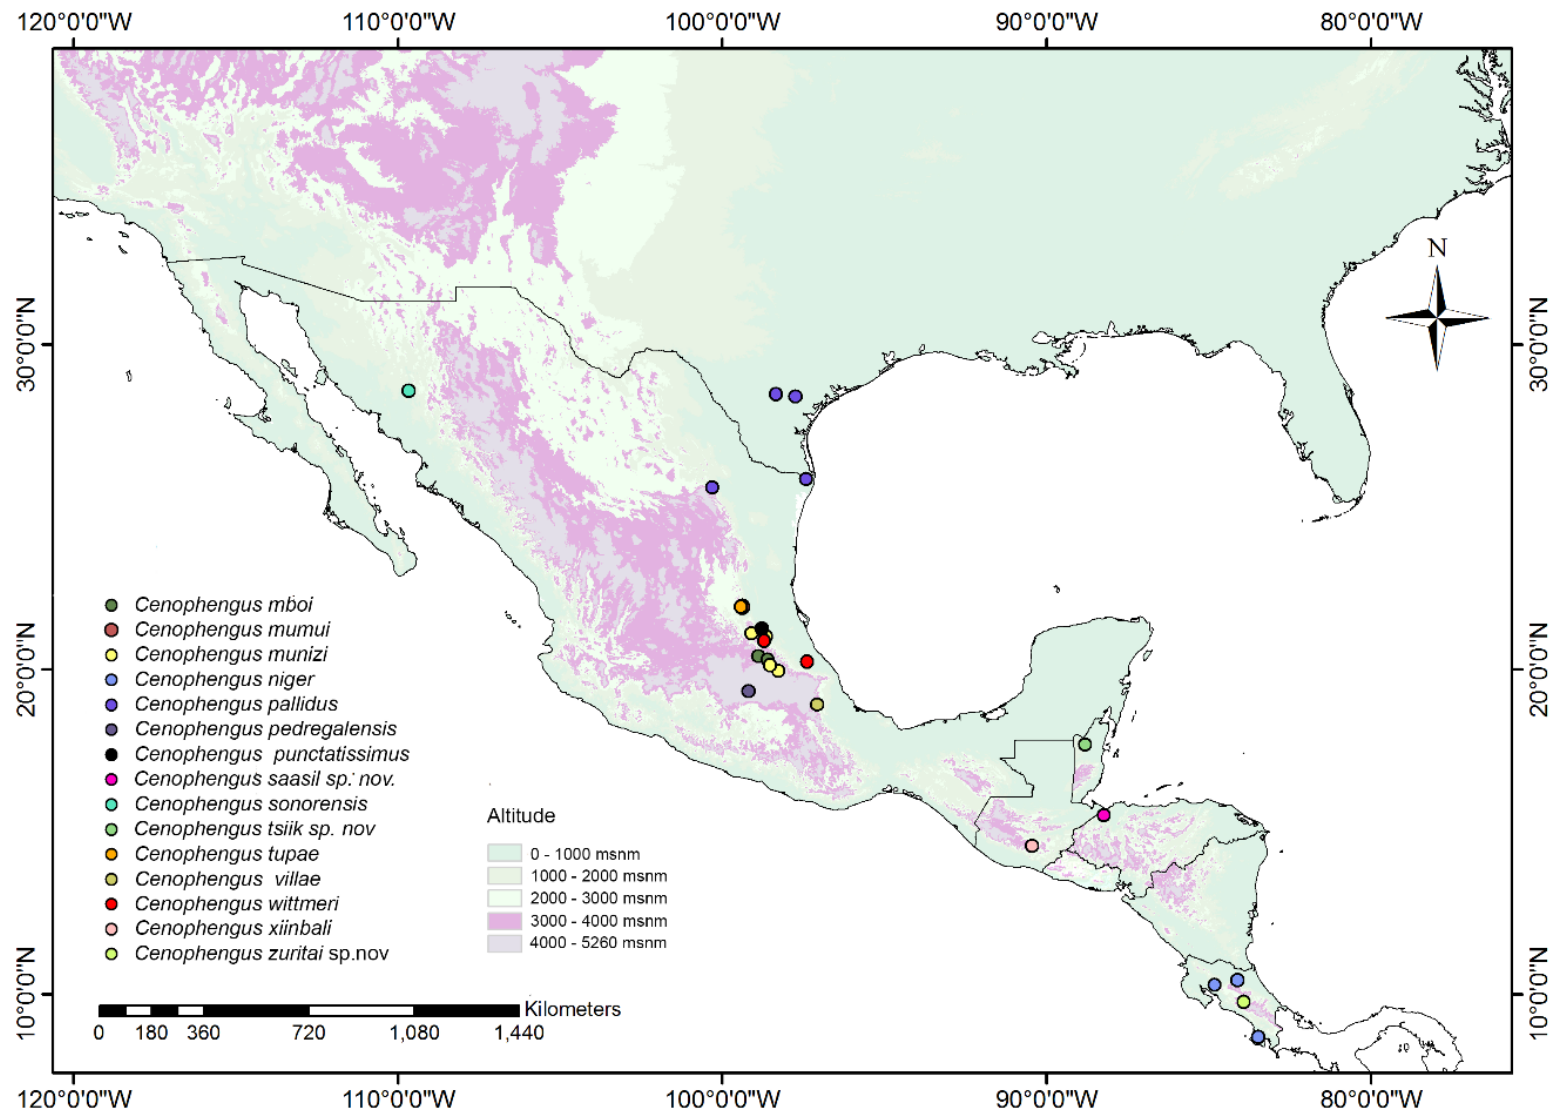 120°0'0"W 110°0'0"W 100°0'0"W 90°0'0"W 80°0'0"W
N
30°0'0"N 30°0'0"N
20°0'0"N 20°0'0"N
10°0'0"N 10°0'0"N
Cenophengus mboi
Cenophengus mumui
Cenophengus munizi
Cenophengus niger
Cenophengus pallidus
Cenophengus pedregalensis
Cenophengus punctatissimus
Cenophengus saasil sp. nov.
Cenophengus sonorensis
Cenophengus tsiik sp. nov
Cenophengus tupae
Cenophengus villae
Cenophengus wittmeri
Cenophengus xiinbali
Cenophengus zuritai sp.nov
Altitude
0 - 1000 msnm
1000 - 2000 msnm
2000 - 3000 msnm
3000 - 4000 msnm
4000 - 5260 msnm
Kilometers
0 180 360 720 1,080 1,440
120°0'0"W 110°0'0"W 100°0'0"W 90°0'0"W 80°0'0"W